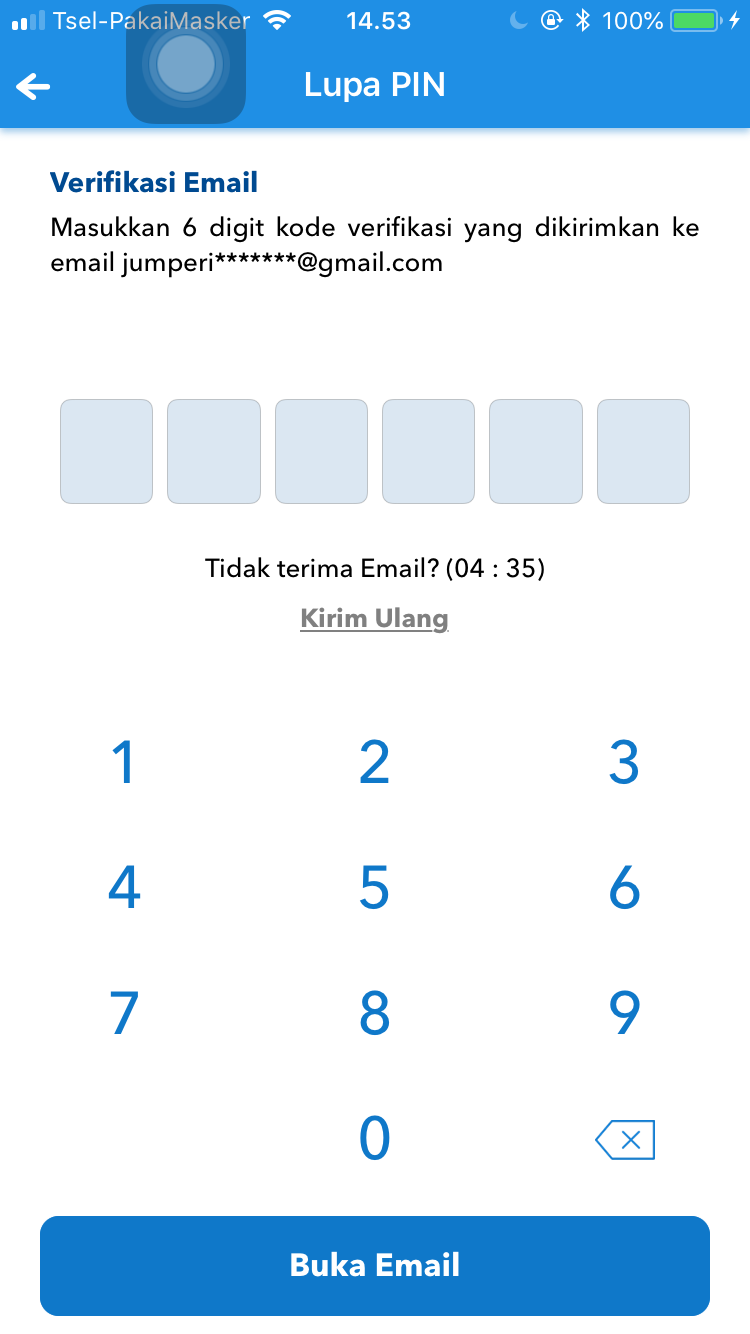 Tsel-PakaiMasker 14.53 100%
Lupa PIN
Verifikasi Email
Masukkan 6 digit kode verifikasi yang dikirimkan ke
email jumperi*******@gmail.com
Tidak terima Email? (04 : 35)
Kirim Ulang
1 2 3
4 5 6
7 8 9
0
Buka Email